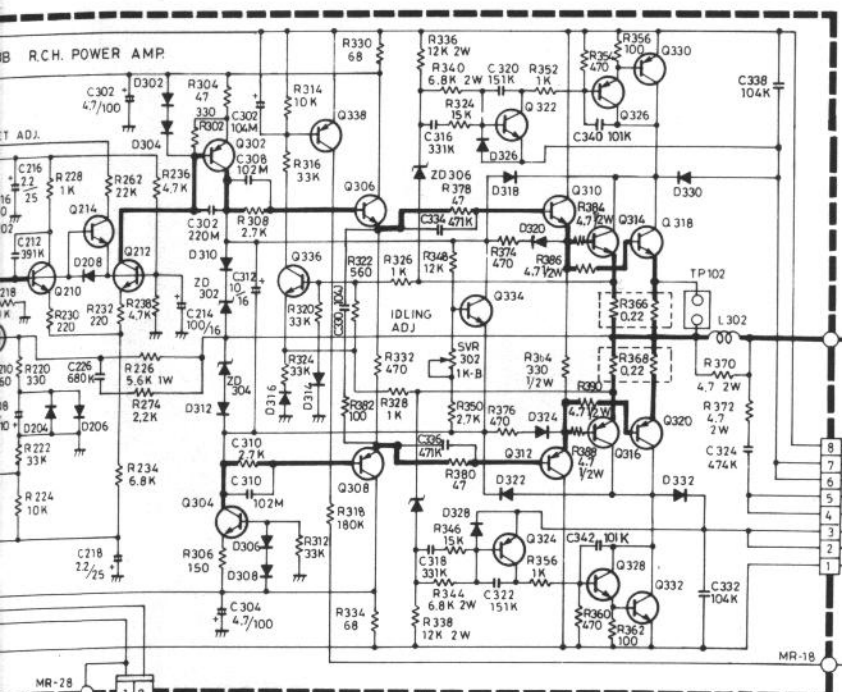 R.CH. POWER AMP.
D302
C302
4.7/100
D304
R304
47
330
R302
Q302
C302
104M
C308
102M
R314
10K
R316
33K
Q338
R330
68
R336
12K 2W
R340
6.8K 2W
C320
151K
R352
1K
R324
15K
Q322
C316
331K
D326
R354
470
R356
100
Q330
Q326
C340 101K
C338
104K
ET ADJ.
C216
2.2
25
R228
1K
R262
22K
R236
4.7K
Q214
C212
391K
Q212
D208
Q210
R230
220
R232
220
R238
4.7K
C214
100/16
C302
220M
R308
2.7K
D310
ZD
302
C312
10
16
Q306
Q336
R322
560
R320
33K
C330 104J
R326
1K
ZD306
R378
47
C334
471K
R348
12K
D318
R374
470
D320
Q310
R384
4.7 1/2W
R386
4.7 1/2W
Q314
Q318
D330
Q334
IDLING
ADJ
SVR
302
1K-B
R366
0.22
R368
0.22
TP102
L302
R370
4.7 2W
R372
4.7
2W
C324
474K
R220
330
C226
680K
R226
5.6K 1W
R274
2.2K
ZD
304
D312
D204
D206
R222
33K
R224
10K
R234
6.8K
C218
2.2/25
R324
33K
D316
D314
R382
100
R332
470
R328
1K
R350
2.7K
R376
470
D324
R364
330
1/2W
R390
4.7 1/2W
R388
4.7
1/2W
Q316
Q320
C310
2.7K
C310
102M
Q304
Q308
C336
471K
R380
47
Q312
D322
D332
R306
150
D306
D308
R312
33K
R318
180K
C304
4.7/100
R334
68
D328
R346
15K
C318
331K
Q324
R344
6.8K 2W
C322
151K
R356
1K
R338
12K 2W
C342 101K
Q328
Q332
R360
470
R362
100
C332
104K
8
7
6
5
4
3
2
1
MR-18
MR-28